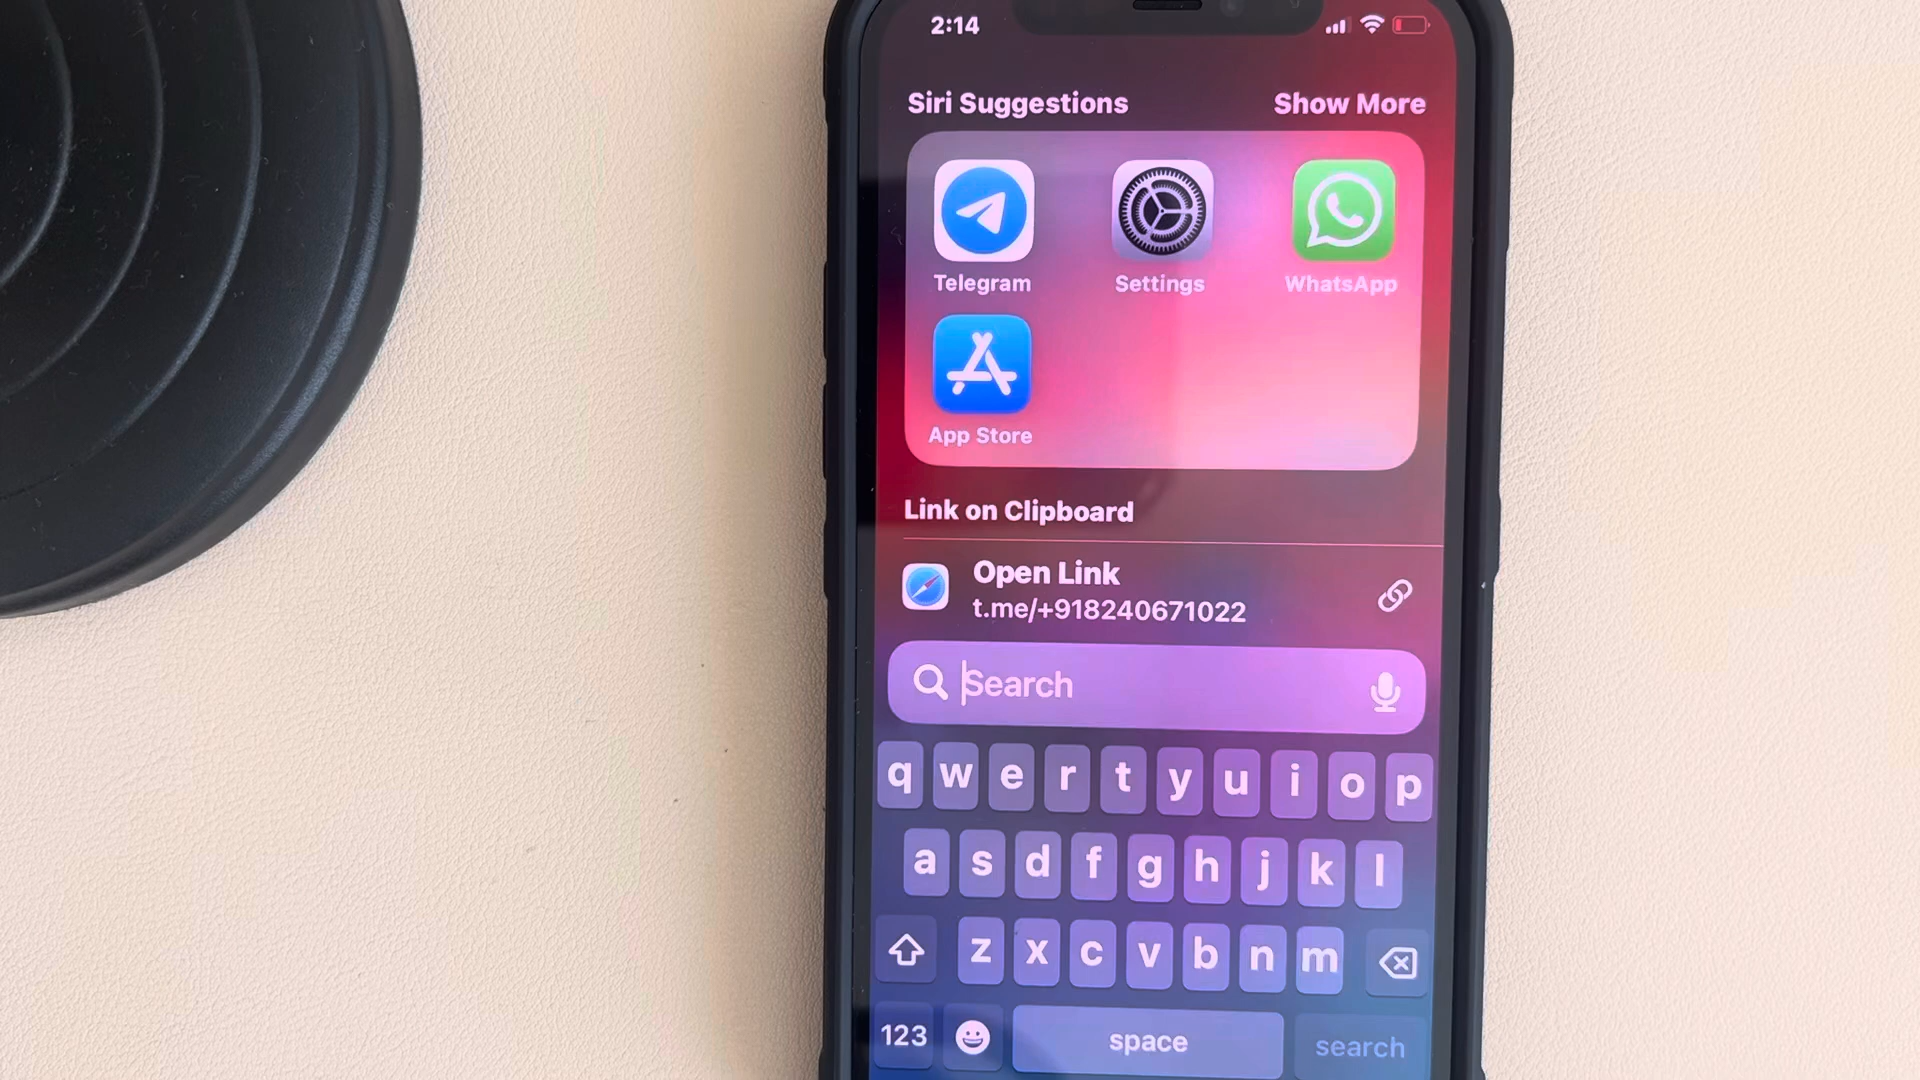 2:14
Siri Suggestions Show More
Telegram Settings WhatsApp
App Store
Link on Clipboard
Open Link
t.me/+918240671022
Search
q w e r t y u i o p
a s d f g h j k l
z x c v b n m
123 space search